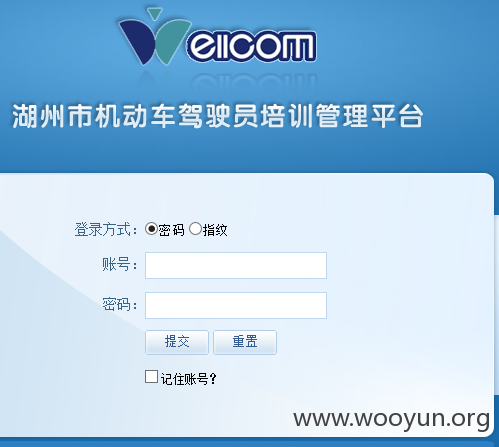 Wellcom
湖州市机动车驾驶员培训管理平台
登录方式： 密码 指纹
账号：
密码：
提交 重置
记住账号？
www.wooyun.org